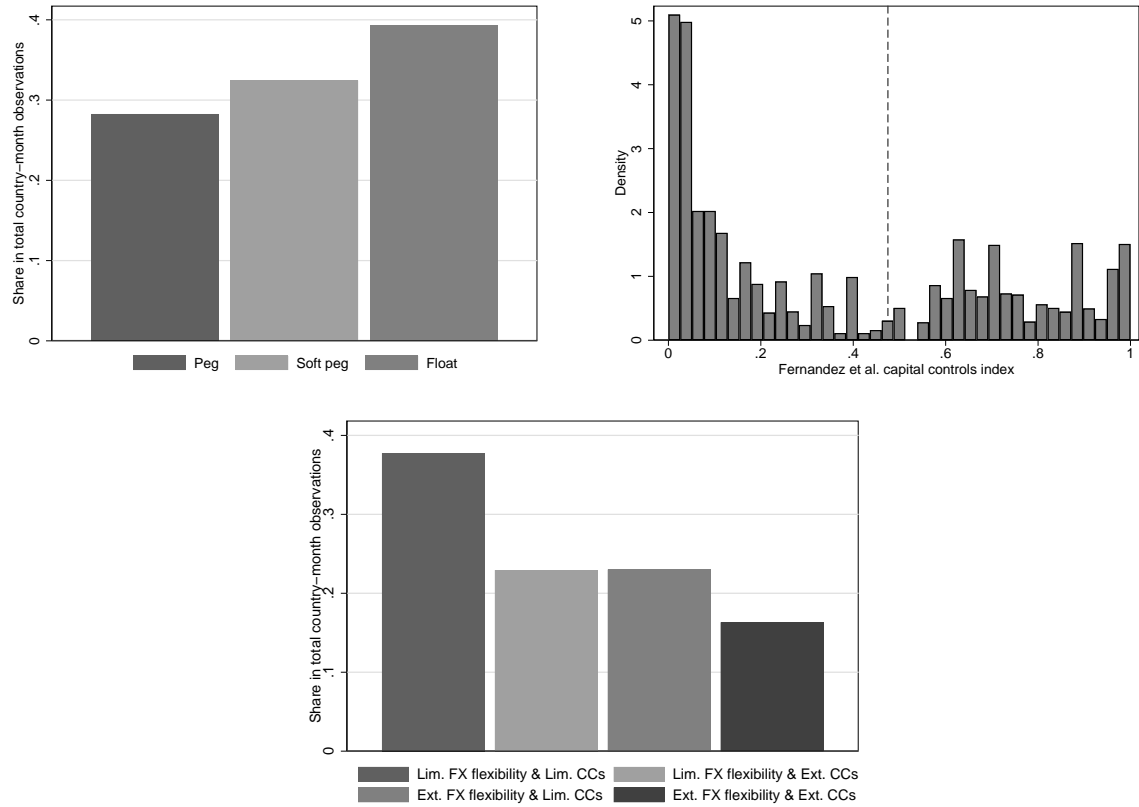 Share in total country−month observations
.4
.3
.2
.1
0
Peg
Soft peg
Float
Density
5
4
3
2
1
0
0 .2 .4 .6 .8 1
Fernandez et al. capital controls index
Share in total country−month observations
.4
.3
.2
.1
0
Lim. FX flexibility & Lim. CCs
Lim. FX flexibility & Ext. CCs
Ext. FX flexibility & Lim. CCs
Ext. FX flexibility & Ext. CCs